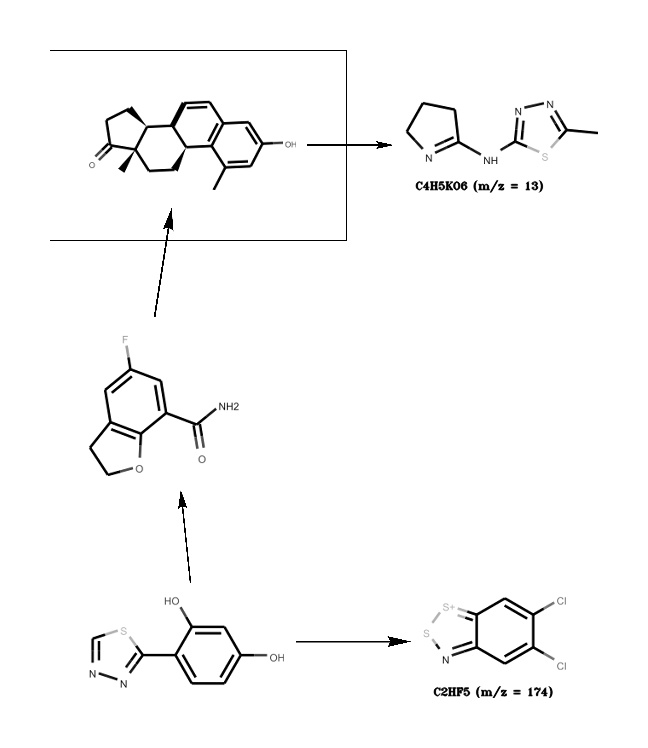 OH
O
N
N
N
NH
S
C4H5KO6 (m/z = 13)
F
NH2
O
O
HO
S
OH
N
N
S+
Cl
S
N
Cl
C2HF5 (m/z = 174)